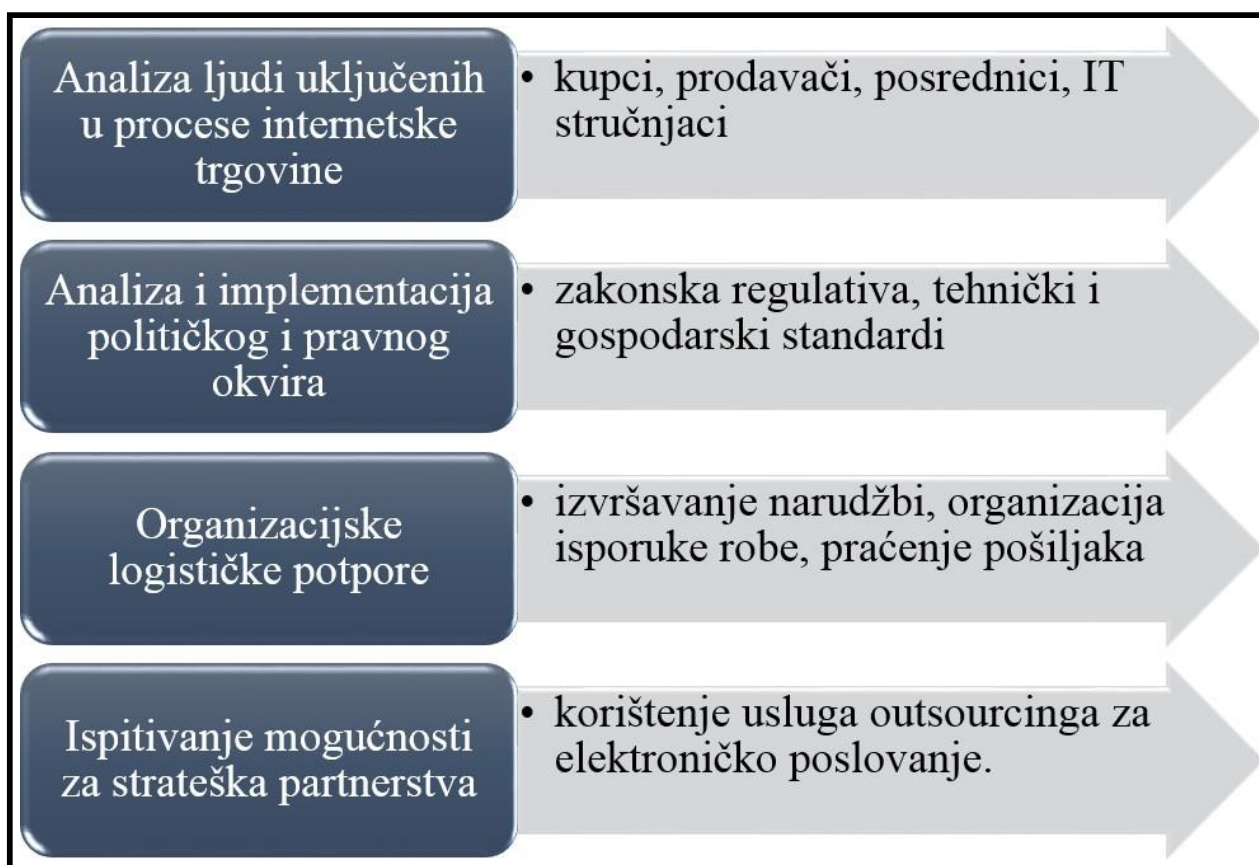 Analiza ljudi uključenih
u procese internetske
trgovine
• kupci, prodavači, posrednici, IT
stručnjaci
Analiza i implementacija
političkog i pravnog
okvira
• zakonska regulativa, tehnički i
gospodarski standardi
Organizacijske
logističke potpore
• izvršavanje narudžbi, organizacija
isporuke robe, praćenje pošiljaka
Ispitivanje mogućnosti
za strateška partnerstva
• korištenje usluga outsourcinga za
elektroničko poslovanje.